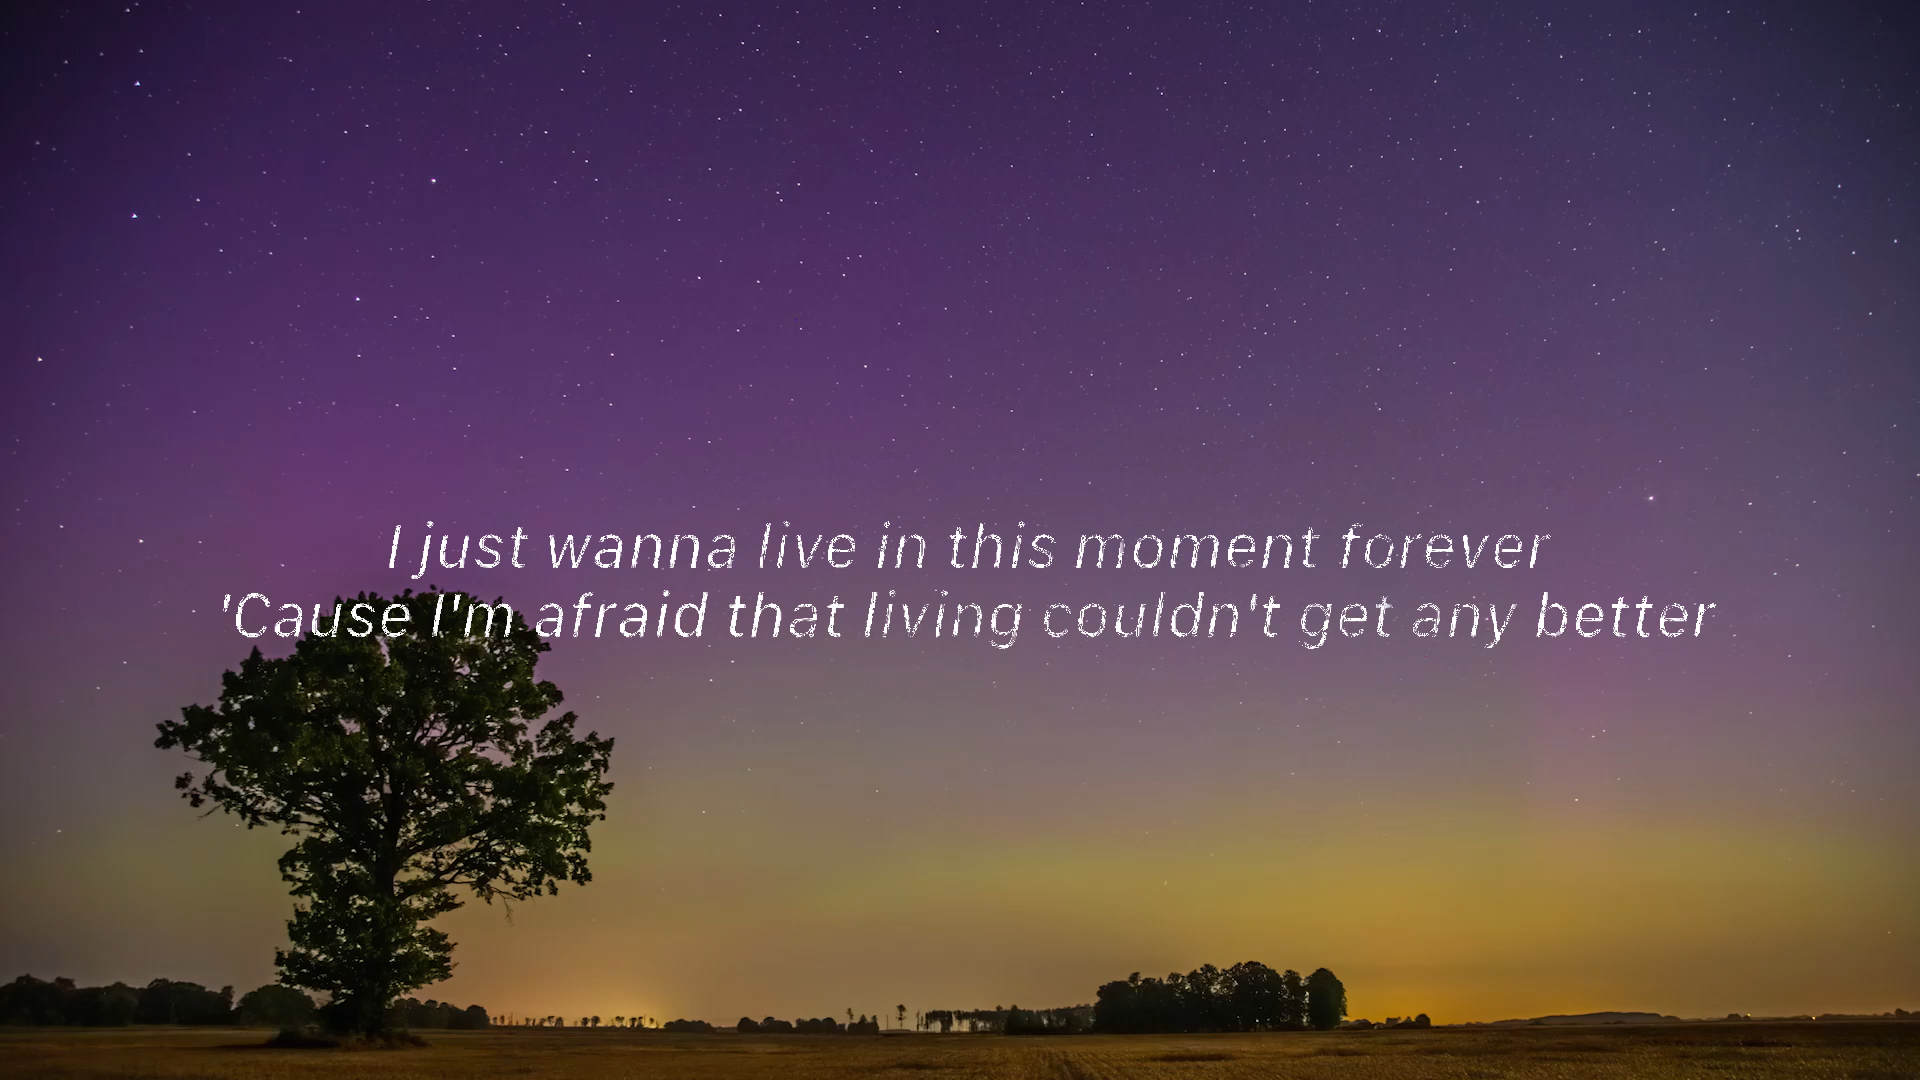 I just wanna live in this moment forever
'Cause I'm afraid that living couldn't get any better